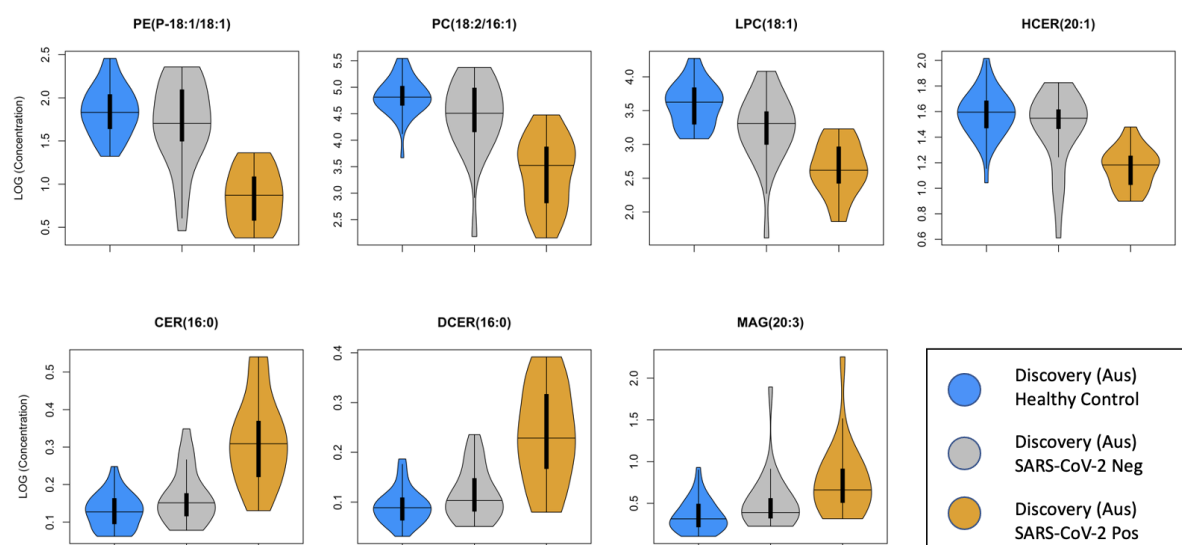 PE(P-18:1/18:1)
PC(18:2/16:1)
LPC(18:1)
HCER(20:1)
LOG (Concentration)
2.5
2.0
1.5
1.0
0.5
5.5
5.0
4.5
4.0
3.5
3.0
2.5
4.0
3.5
3.0
2.5
2.0
2.0
1.8
1.6
1.4
1.2
1.0
0.8
0.6
CER(16:0)
DCER(16:0)
MAG(20:3)
LOG (Concentration)
0.5
0.4
0.3
0.2
0.1
0.4
0.3
0.2
0.1
2.0
1.5
1.0
0.5
Discovery (Aus)
Healthy Control
Discovery (Aus)
SARS-CoV-2 Neg
Discovery (Aus)
SARS-CoV-2 Pos